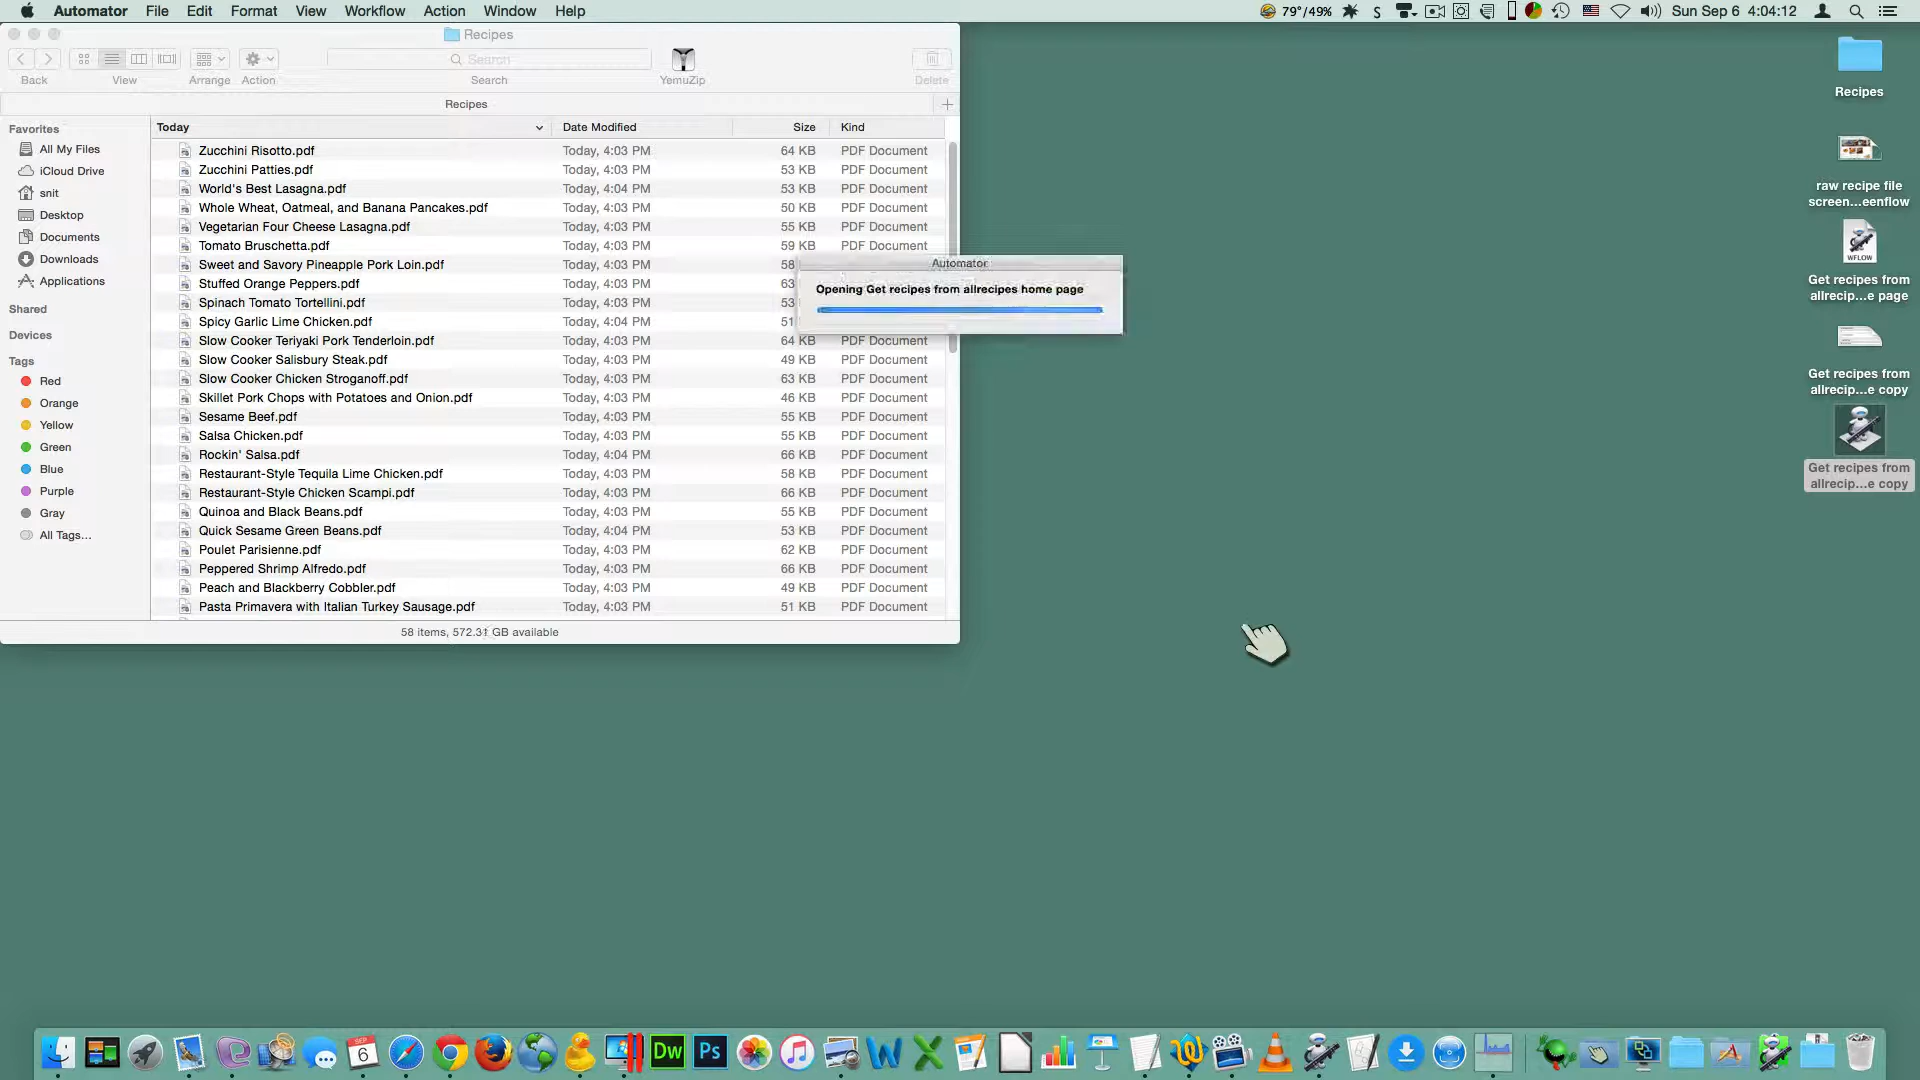 Automator File Edit Format View Workflow Action Window Help
79°/49% Sun Sep 6 4:04:12
Recipes
Search
Back View Arrange Action Search YemuZip Delete
Recipes
Favorites
All My Files
iCloud Drive
snit
Desktop
Documents
Downloads
Applications
Shared
Devices
Tags
Red
Orange
Yellow
Green
Blue
Purple
Gray
All Tags...
Today Date Modified Size Kind
Zucchini Risotto.pdf Today, 4:03 PM 64 KB PDF Document
Zucchini Patties.pdf Today, 4:03 PM 53 KB PDF Document
World's Best Lasagna.pdf Today, 4:04 PM 53 KB PDF Document
Whole Wheat, Oatmeal, and Banana Pancakes.pdf Today, 4:03 PM 50 KB PDF Document
Vegetarian Four Cheese Lasagna.pdf Today, 4:03 PM 55 KB PDF Document
Tomato Bruschetta.pdf Today, 4:03 PM 59 KB PDF Document
Sweet and Savory Pineapple Pork Loin.pdf Today, 4:03 PM 58
Stuffed Orange Peppers.pdf Today, 4:03 PM 63
Spinach Tomato Tortellini.pdf Today, 4:03 PM 53
Spicy Garlic Lime Chicken.pdf Today, 4:04 PM 51
Slow Cooker Teriyaki Pork Tenderloin.pdf Today, 4:03 PM 64 KB PDF Document
Slow Cooker Salisbury Steak.pdf Today, 4:03 PM 49 KB PDF Document
Slow Cooker Chicken Stroganoff.pdf Today, 4:03 PM 63 KB PDF Document
Skillet Pork Chops with Potatoes and Onion.pdf Today, 4:03 PM 46 KB PDF Document
Sesame Beef.pdf Today, 4:03 PM 55 KB PDF Document
Salsa Chicken.pdf Today, 4:03 PM 55 KB PDF Document
Rockin' Salsa.pdf Today, 4:04 PM 66 KB PDF Document
Restaurant-Style Tequila Lime Chicken.pdf Today, 4:03 PM 58 KB PDF Document
Restaurant-Style Chicken Scampi.pdf Today, 4:03 PM 66 KB PDF Document
Quinoa and Black Beans.pdf Today, 4:03 PM 55 KB PDF Document
Quick Sesame Green Beans.pdf Today, 4:04 PM 53 KB PDF Document
Poulet Parisienne.pdf Today, 4:03 PM 62 KB PDF Document
Peppered Shrimp Alfredo.pdf Today, 4:03 PM 66 KB PDF Document
Peach and Blackberry Cobbler.pdf Today, 4:03 PM 49 KB PDF Document
Pasta Primavera with Italian Turkey Sausage.pdf Today, 4:03 PM 51 KB PDF Document
58 items, 572.31 GB available
Automator
Opening Get recipes from allrecipes home page
Recipes
raw recipe file
screen...eenflow
WFLOW
Get recipes from
allrecip...e page
Get recipes from
allrecip...e copy
Get recipes from
allrecip...e copy
SEP
6
Dw
Ps